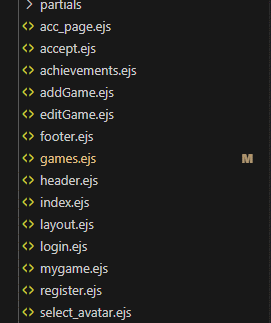 partials
acc_page.ejs
accept.ejs
achievements.ejs
addGame.ejs
editGame.ejs
footer.ejs
games.ejs M
header.ejs
index.ejs
layout.ejs
login.ejs
mygame.ejs
register.ejs
select_avatar.ejs